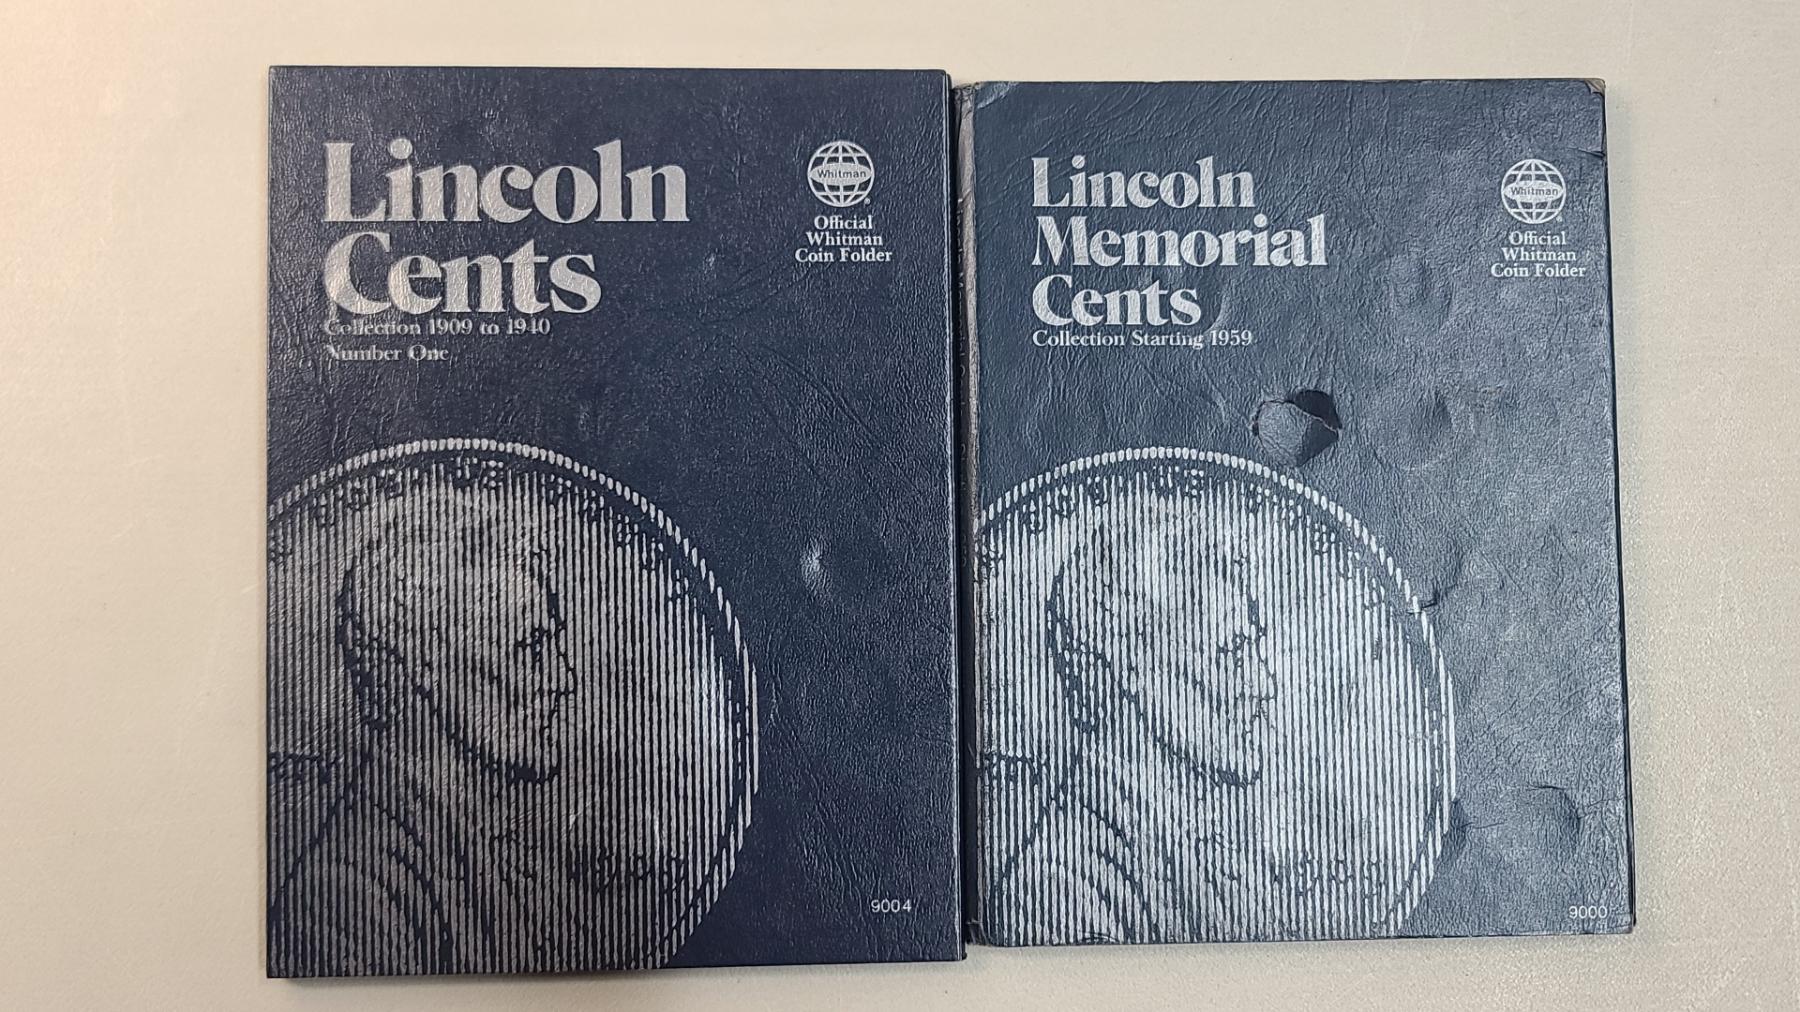 Lincoln
Cents
Collection 1909 to 1940
Number One
Whitman
Official
Whitman
Coin Folder
9004
Lincoln
Memorial
Cents
Collection Starting 1959
Whitman
Official
Whitman
Coin Folder
9000